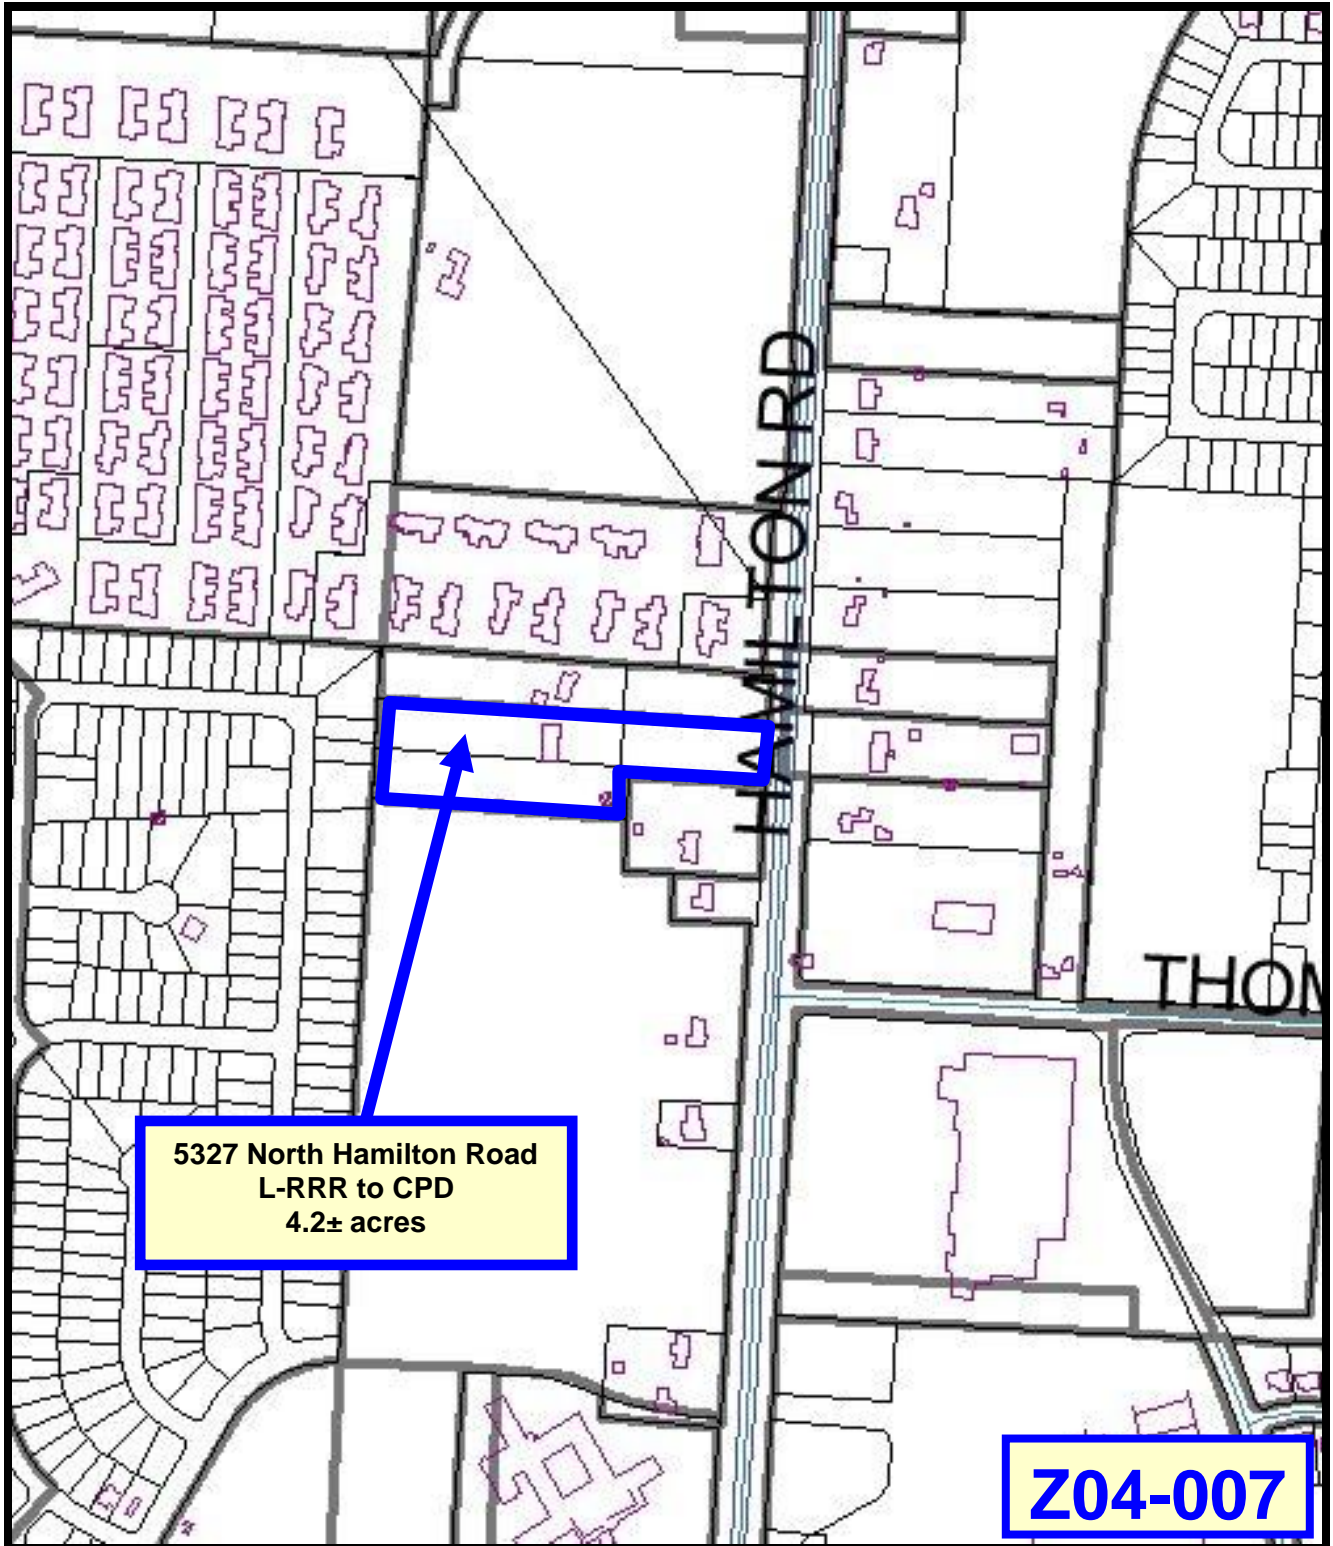 HAMILTON RD
THOM
5327 North Hamilton Road
L-RRR to CPD
4.2± acres
Z04-007